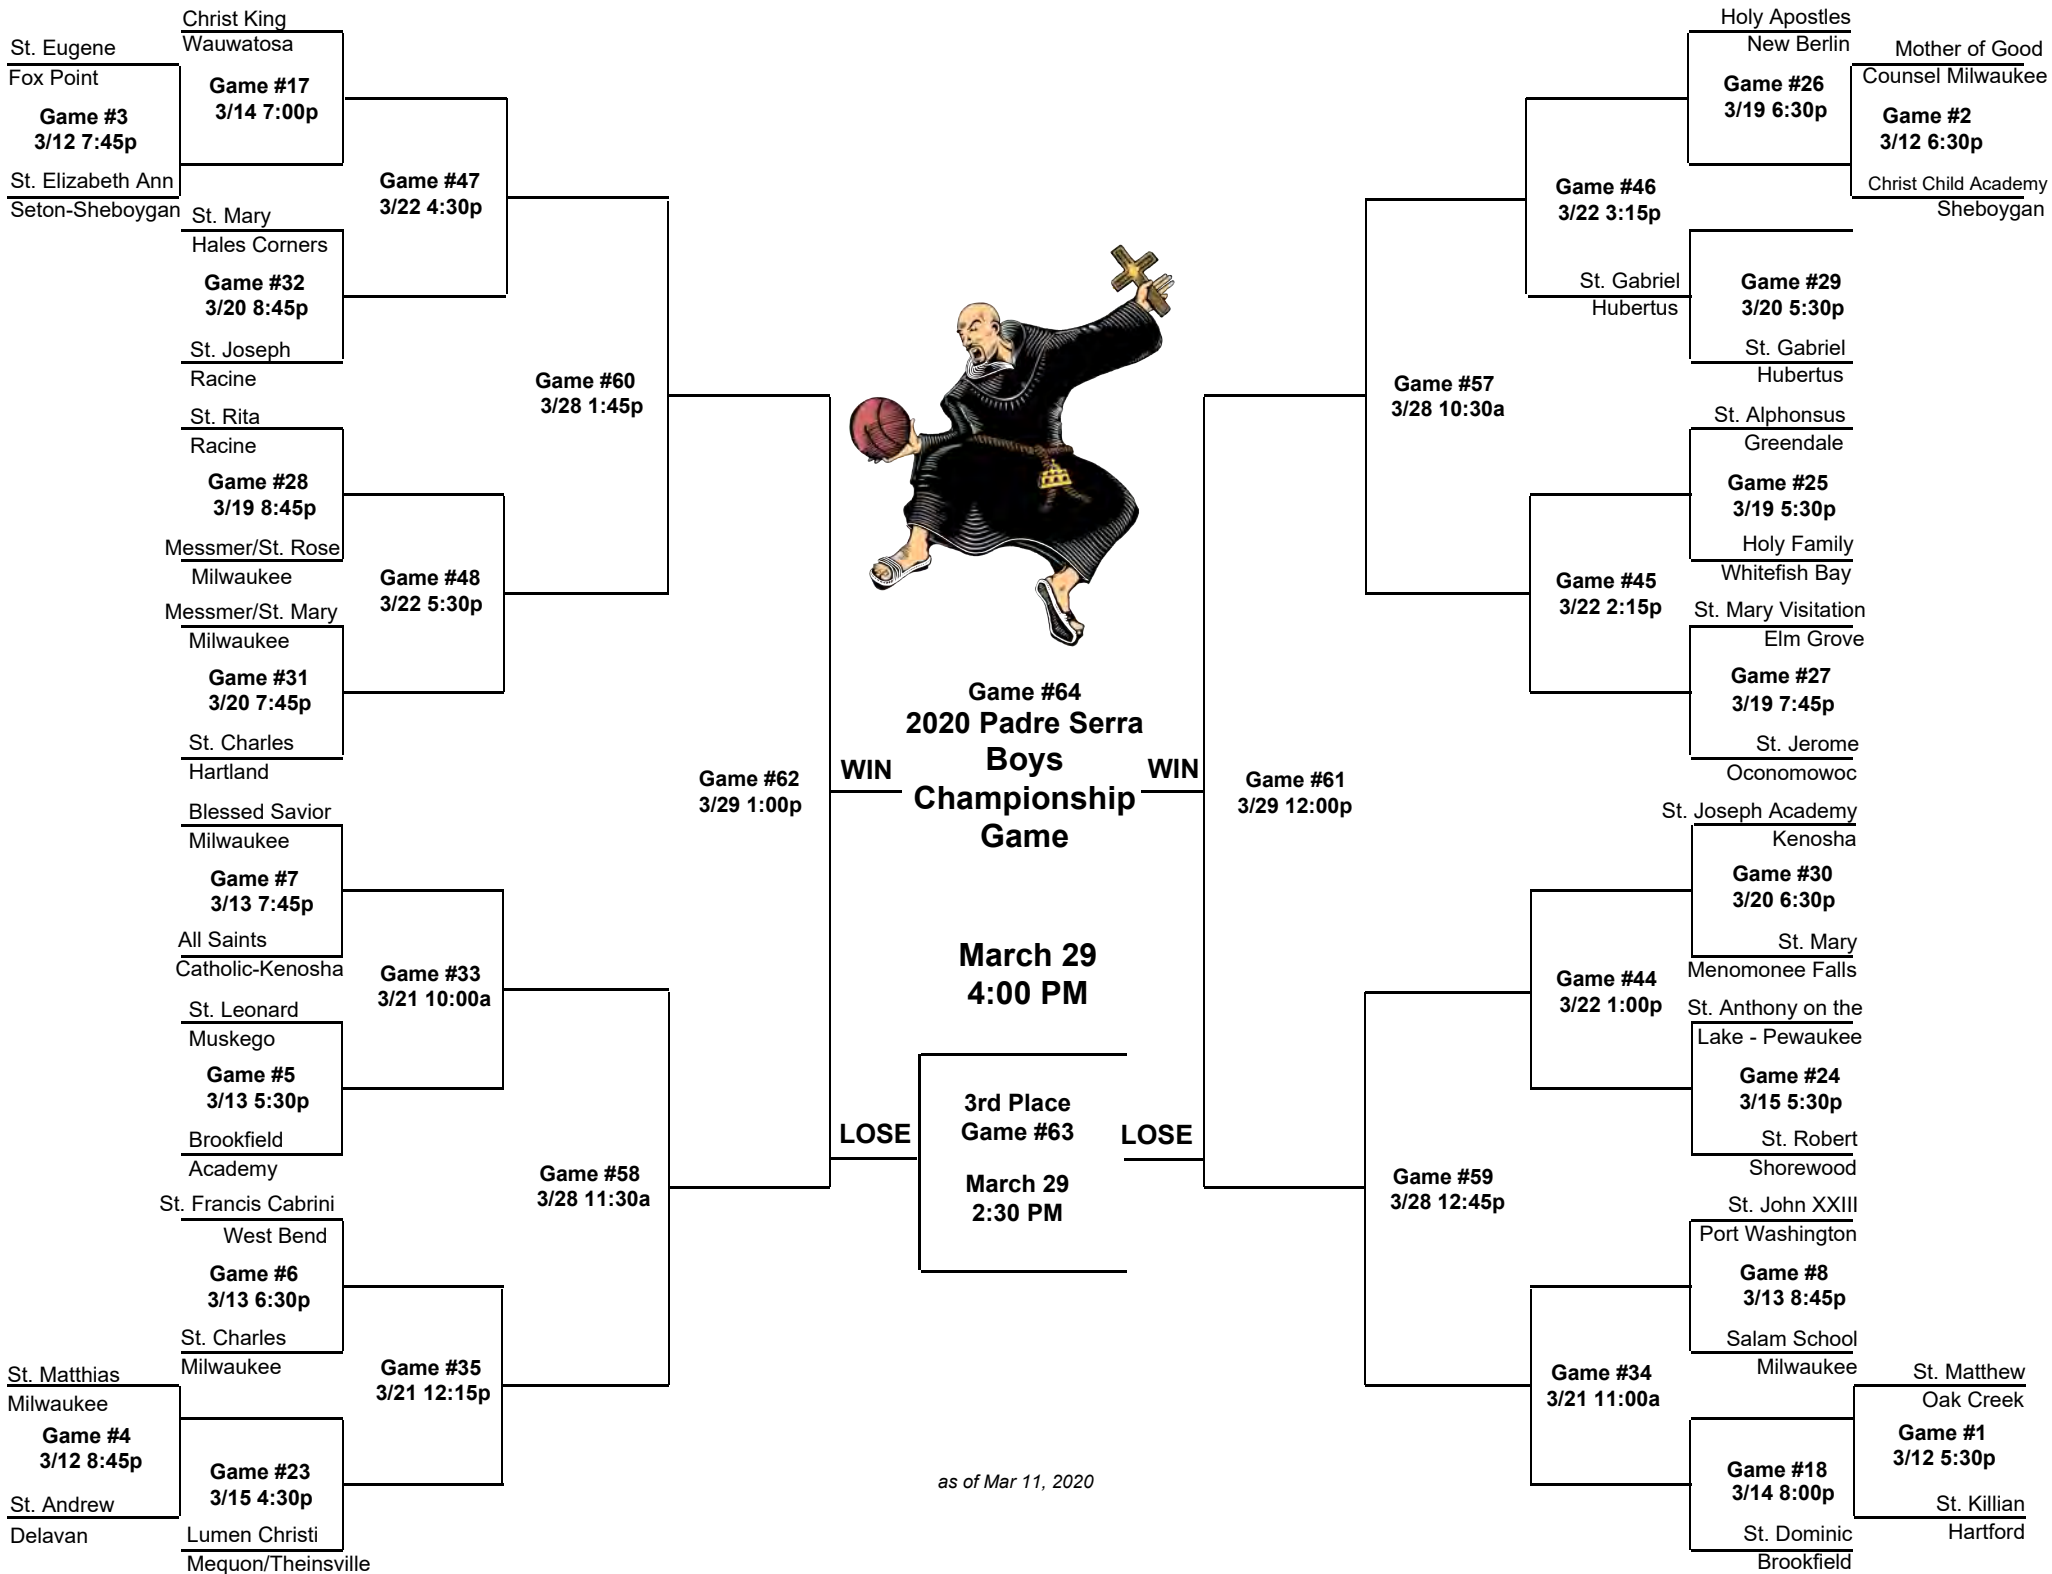 Christ King
Wauwatosa
St. Eugene
Fox Point
Game #17
3/14 7:00p
Game #3
3/12 7:45p
St. Elizabeth Ann
Seton-Sheboygan
Game #47
3/22 4:30p
St. Mary
Hales Corners
Game #32
3/20 8:45p
St. Joseph
Racine
Game #60
3/28 1:45p
St. Rita
Racine
Game #28
3/19 8:45p
Messmer/St. Rose
Milwaukee
Game #48
3/22 5:30p
Messmer/St. Mary
Milwaukee
Game #31
3/20 7:45p
St. Charles
Hartland
Game #62
3/29 1:00p
Blessed Savior
Milwaukee
Game #7
3/13 7:45p
All Saints
Catholic-Kenosha
Game #33
3/21 10:00a
St. Leonard
Muskego
Game #5
3/13 5:30p
Brookfield
Academy
Game #58
3/28 11:30a
St. Francis Cabrini
West Bend
Game #6
3/13 6:30p
St. Charles
Milwaukee
Game #35
3/21 12:15p
St. Matthias
Milwaukee
Game #4
3/12 8:45p
St. Andrew
Delavan
Game #23
3/15 4:30p
Lumen Christi
Mequon/Theinsville
Game #64
2020 Padre Serra
Boys
Championship
Game
WIN
WIN
March 29
4:00 PM
LOSE
LOSE
3rd Place
Game #63
March 29
2:30 PM
as of Mar 11, 2020
Holy Apostles
New Berlin
Mother of Good
Counsel Milwaukee
Game #26
3/19 6:30p
Game #2
3/12 6:30p
Christ Child Academy
Sheboygan
Game #46
3/22 3:15p
St. Gabriel
Hubertus
Game #29
3/20 5:30p
St. Gabriel
Hubertus
Game #57
3/28 10:30a
St. Alphonsus
Greendale
Game #25
3/19 5:30p
Holy Family
Whitefish Bay
Game #45
3/22 2:15p
St. Mary Visitation
Elm Grove
Game #27
3/19 7:45p
St. Jerome
Oconomowoc
Game #61
3/29 12:00p
St. Joseph Academy
Kenosha
Game #30
3/20 6:30p
St. Mary
Menomonee Falls
Game #44
3/22 1:00p
St. Anthony on the
Lake - Pewaukee
Game #24
3/15 5:30p
St. Robert
Shorewood
Game #59
3/28 12:45p
St. John XXIII
Port Washington
Game #8
3/13 8:45p
Salam School
Milwaukee
Game #34
3/21 11:00a
St. Matthew
Oak Creek
Game #1
3/12 5:30p
St. Killian
Hartford
Game #18
3/14 8:00p
St. Dominic
Brookfield